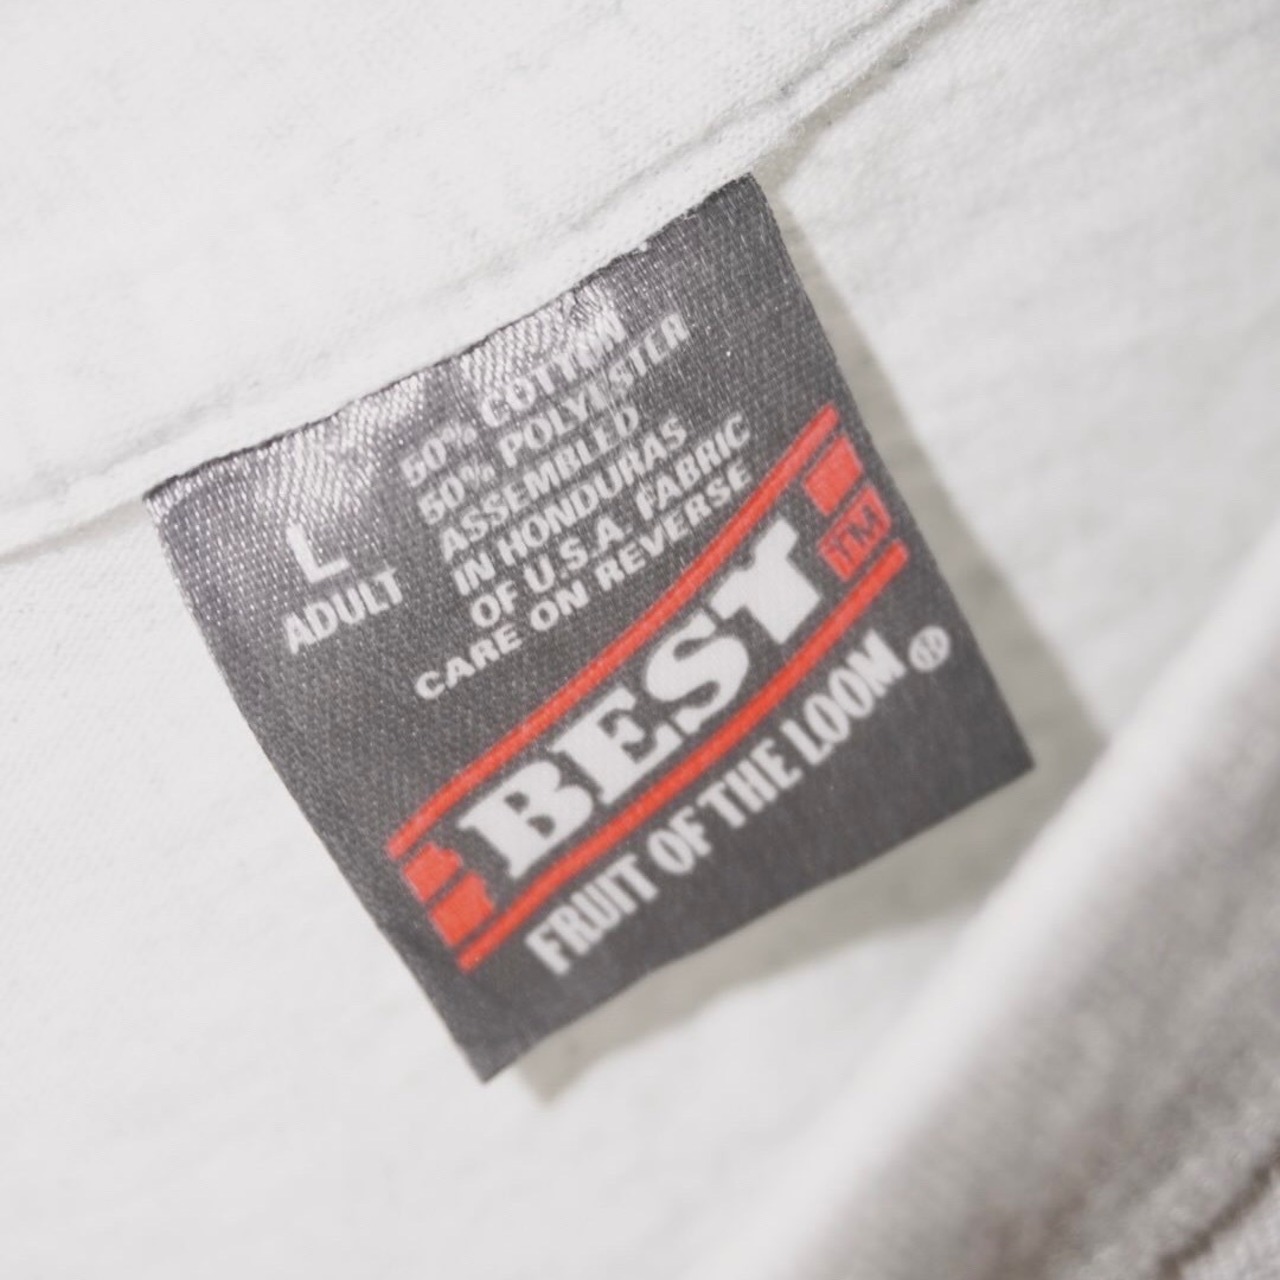 L
ADULT
50% COTTON
50% POLYESTER
ASSEMBLED
IN HONDURAS
OF U.S.A. FABRIC
CARE ON REVERSE
BEST
TM
FRUIT OF THE LOOM ®